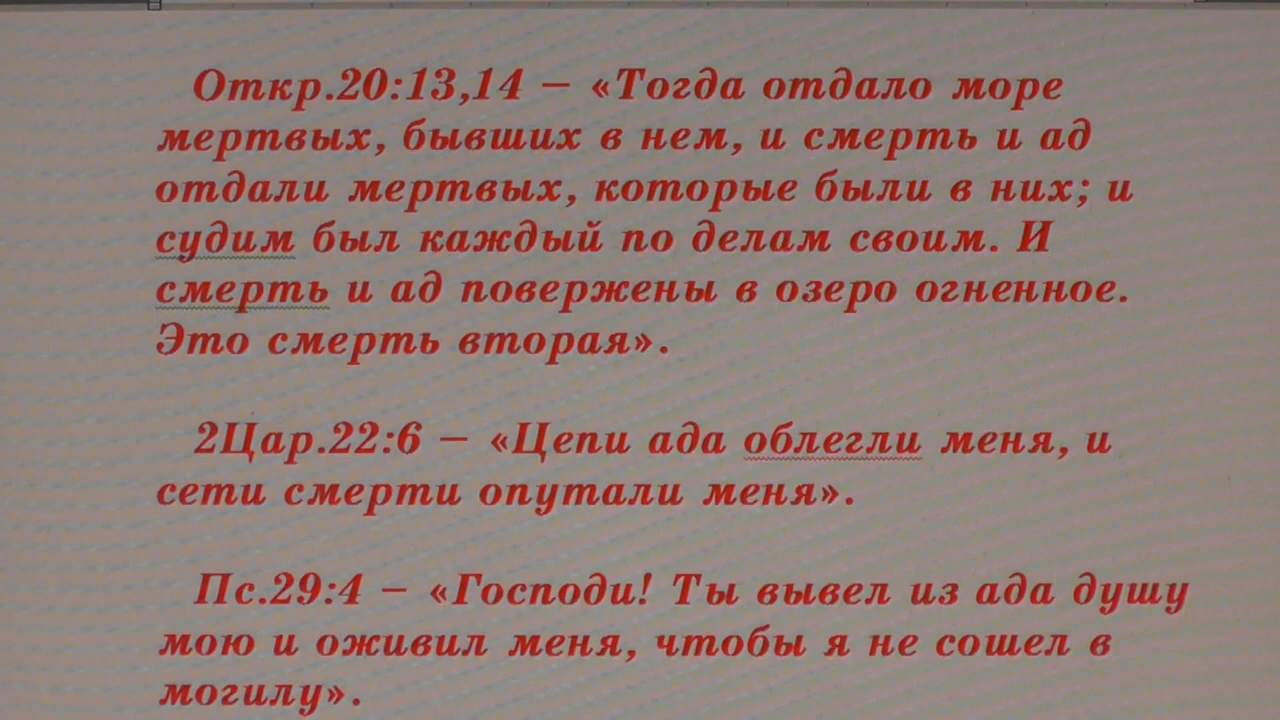 Откр.20:13,14 – «Тогда отдало море
мертвых, бывших в нем, и смерть и ад
отдали мертвых, которые были в них; и
судим был каждый по делам своим. И
смерть и ад повержены в озеро огненное.
Это смерть вторая».
2Цар.22:6 – «Цепи ада облегли меня, и
сети смерти опутали меня».
Пс.29:4 – «Господи! Ты вывел из ада душу
мою и оживил меня, чтобы я не сошел в
могилу».